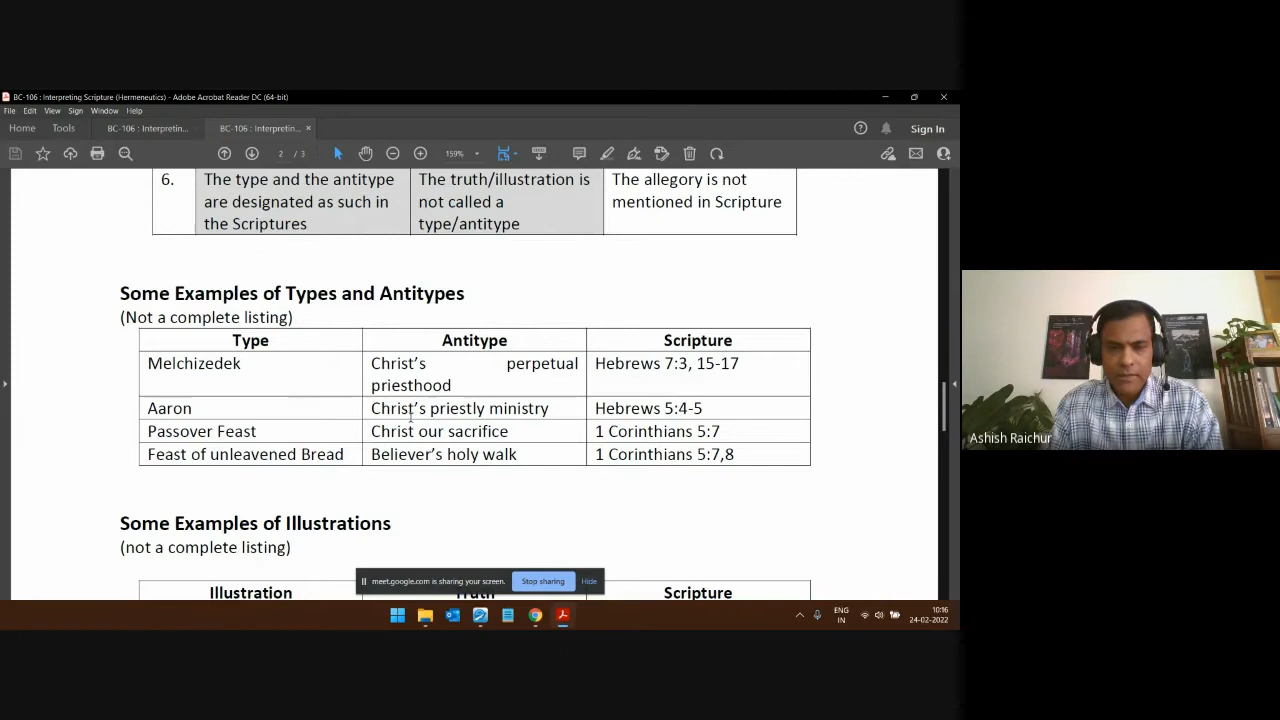 BC-106 : Interpreting Scripture (Hermeneutics) - Adobe Acrobat Reader DC (64-bit)
File Edit View Sign Window Help
Home Tools BC-106 : Interpretin... BC-106 : Interpretin... × Sign In
2 / 3 159%
6. The type and the antitype are designated as such in the Scriptures
The truth/illustration is not called a type/antitype
The allegory is not mentioned in Scripture
Some Examples of Types and Antitypes
(Not a complete listing)
Type Antitype Scripture
Melchizedek Christ's perpetual priesthood Hebrews 7:3, 15-17
Aaron Christ's priestly ministry Hebrews 5:4-5
Passover Feast Christ our sacrifice 1 Corinthians 5:7
Feast of unleavened Bread Believer's holy walk 1 Corinthians 5:7,8
Some Examples of Illustrations
(not a complete listing)
Illustration Truth Scripture
meet.google.com is sharing your screen. Stop sharing Hide
ENG
IN
10:16
24-02-2022
Ashish Raichur